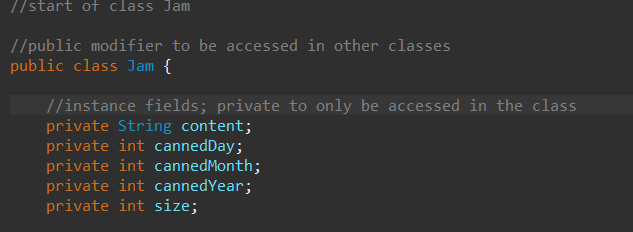 //start of class Jam
//public modifier to be accessed in other classes
public class Jam {
//instance fields; private to only be accessed in the class
private String content;
private int cannedDay;
private int cannedMonth;
private int cannedYear;
private int size;